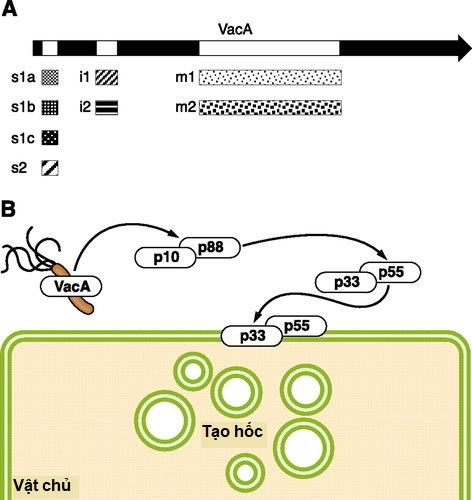 A
VacA
s1a i1 m1
s1b i2 m2
s1c
s2
B
p88
p10
p55
p33
VacA
p55
p33
Tạo hốc
Vật chủ